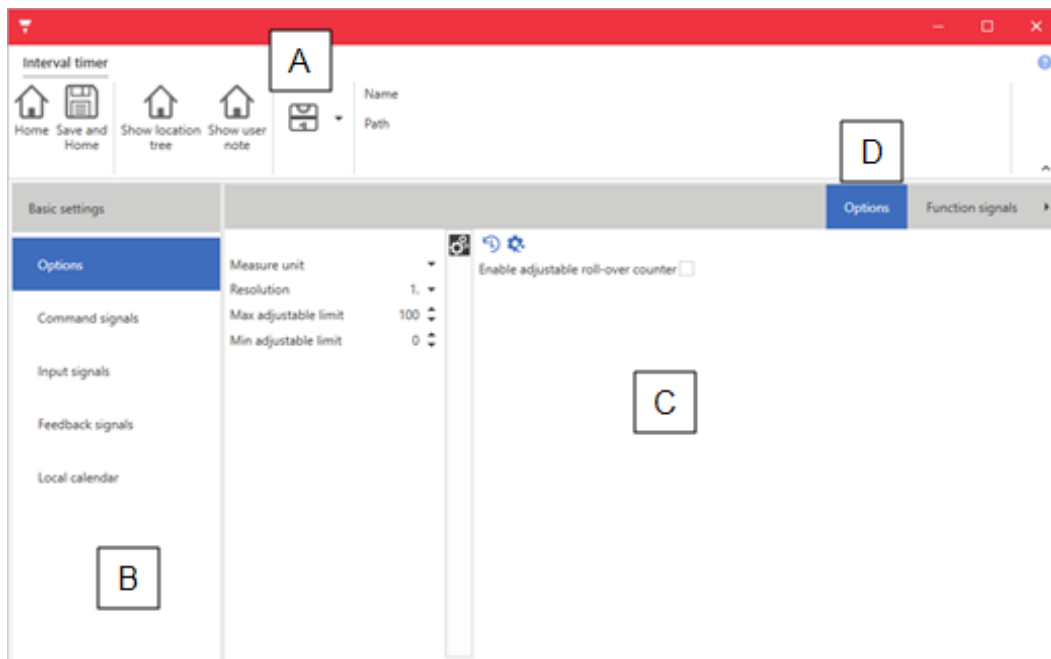 A
Interval timer
Name
Path
Home Save and Home Show location tree Show user note
D
Basic settings
Options Function signals
Options
Command signals
Input signals
Feedback signals
Local calendar
B
Measure unit
Resolution 1.
Max adjustable limit 100
Min adjustable limit 0
Enable adjustable roll-over counter
C